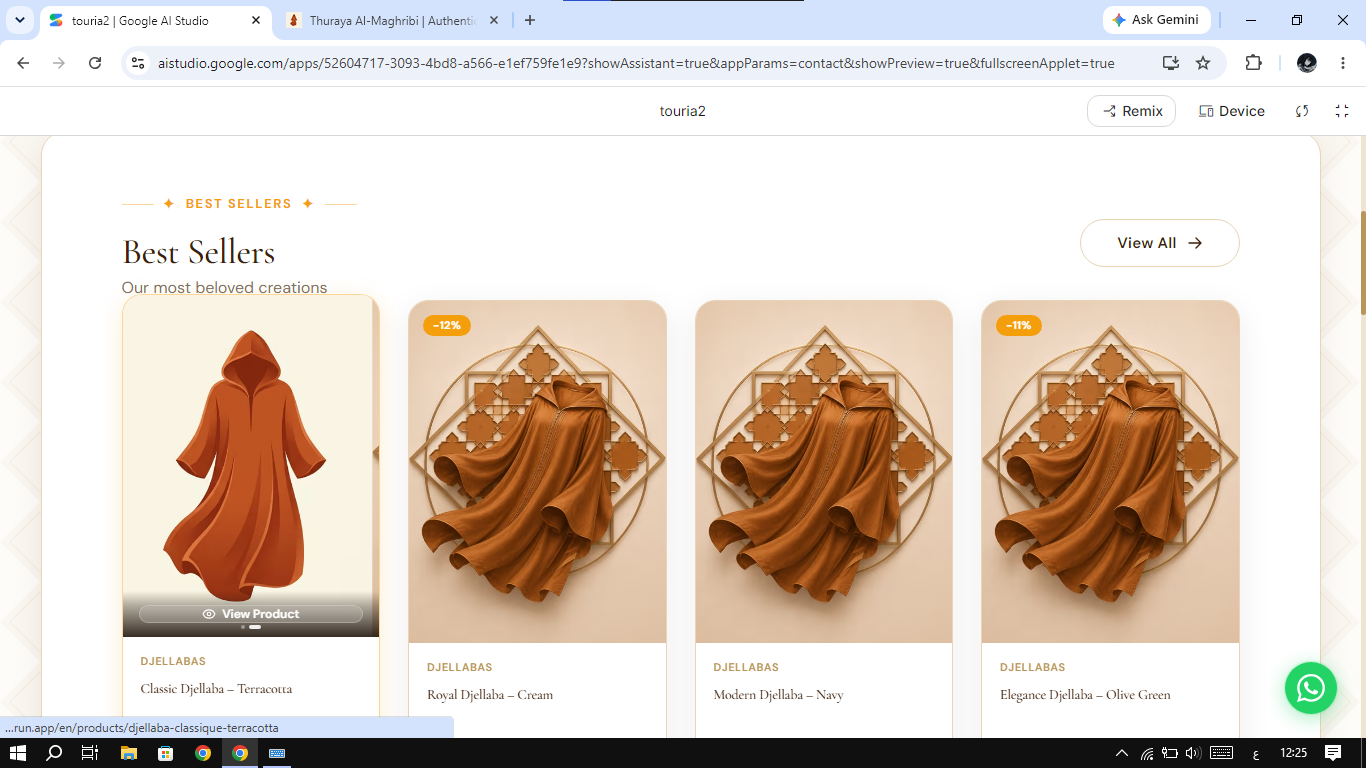 touria2 | Google AI Studio
Thuraya Al-Maghribi | Authentic
Ask Gemini
aistudio.google.com/apps/52604717-3093-4bd8-a566-e1ef759fe1e9?showAssistant=true&appParams=contact&showPreview=true&fullscreenApplet=true
touria2
Remix
Device
BEST SELLERS
Best Sellers
Our most beloved creations
View All
-12%
-11%
View Product
DJELLABAS
Classic Djellaba – Terracotta
DJELLABAS
Royal Djellaba – Cream
DJELLABAS
Modern Djellaba – Navy
DJELLABAS
Elegance Djellaba – Olive Green
...run.app/en/products/djellaba-classique-terracotta
ع
12:25